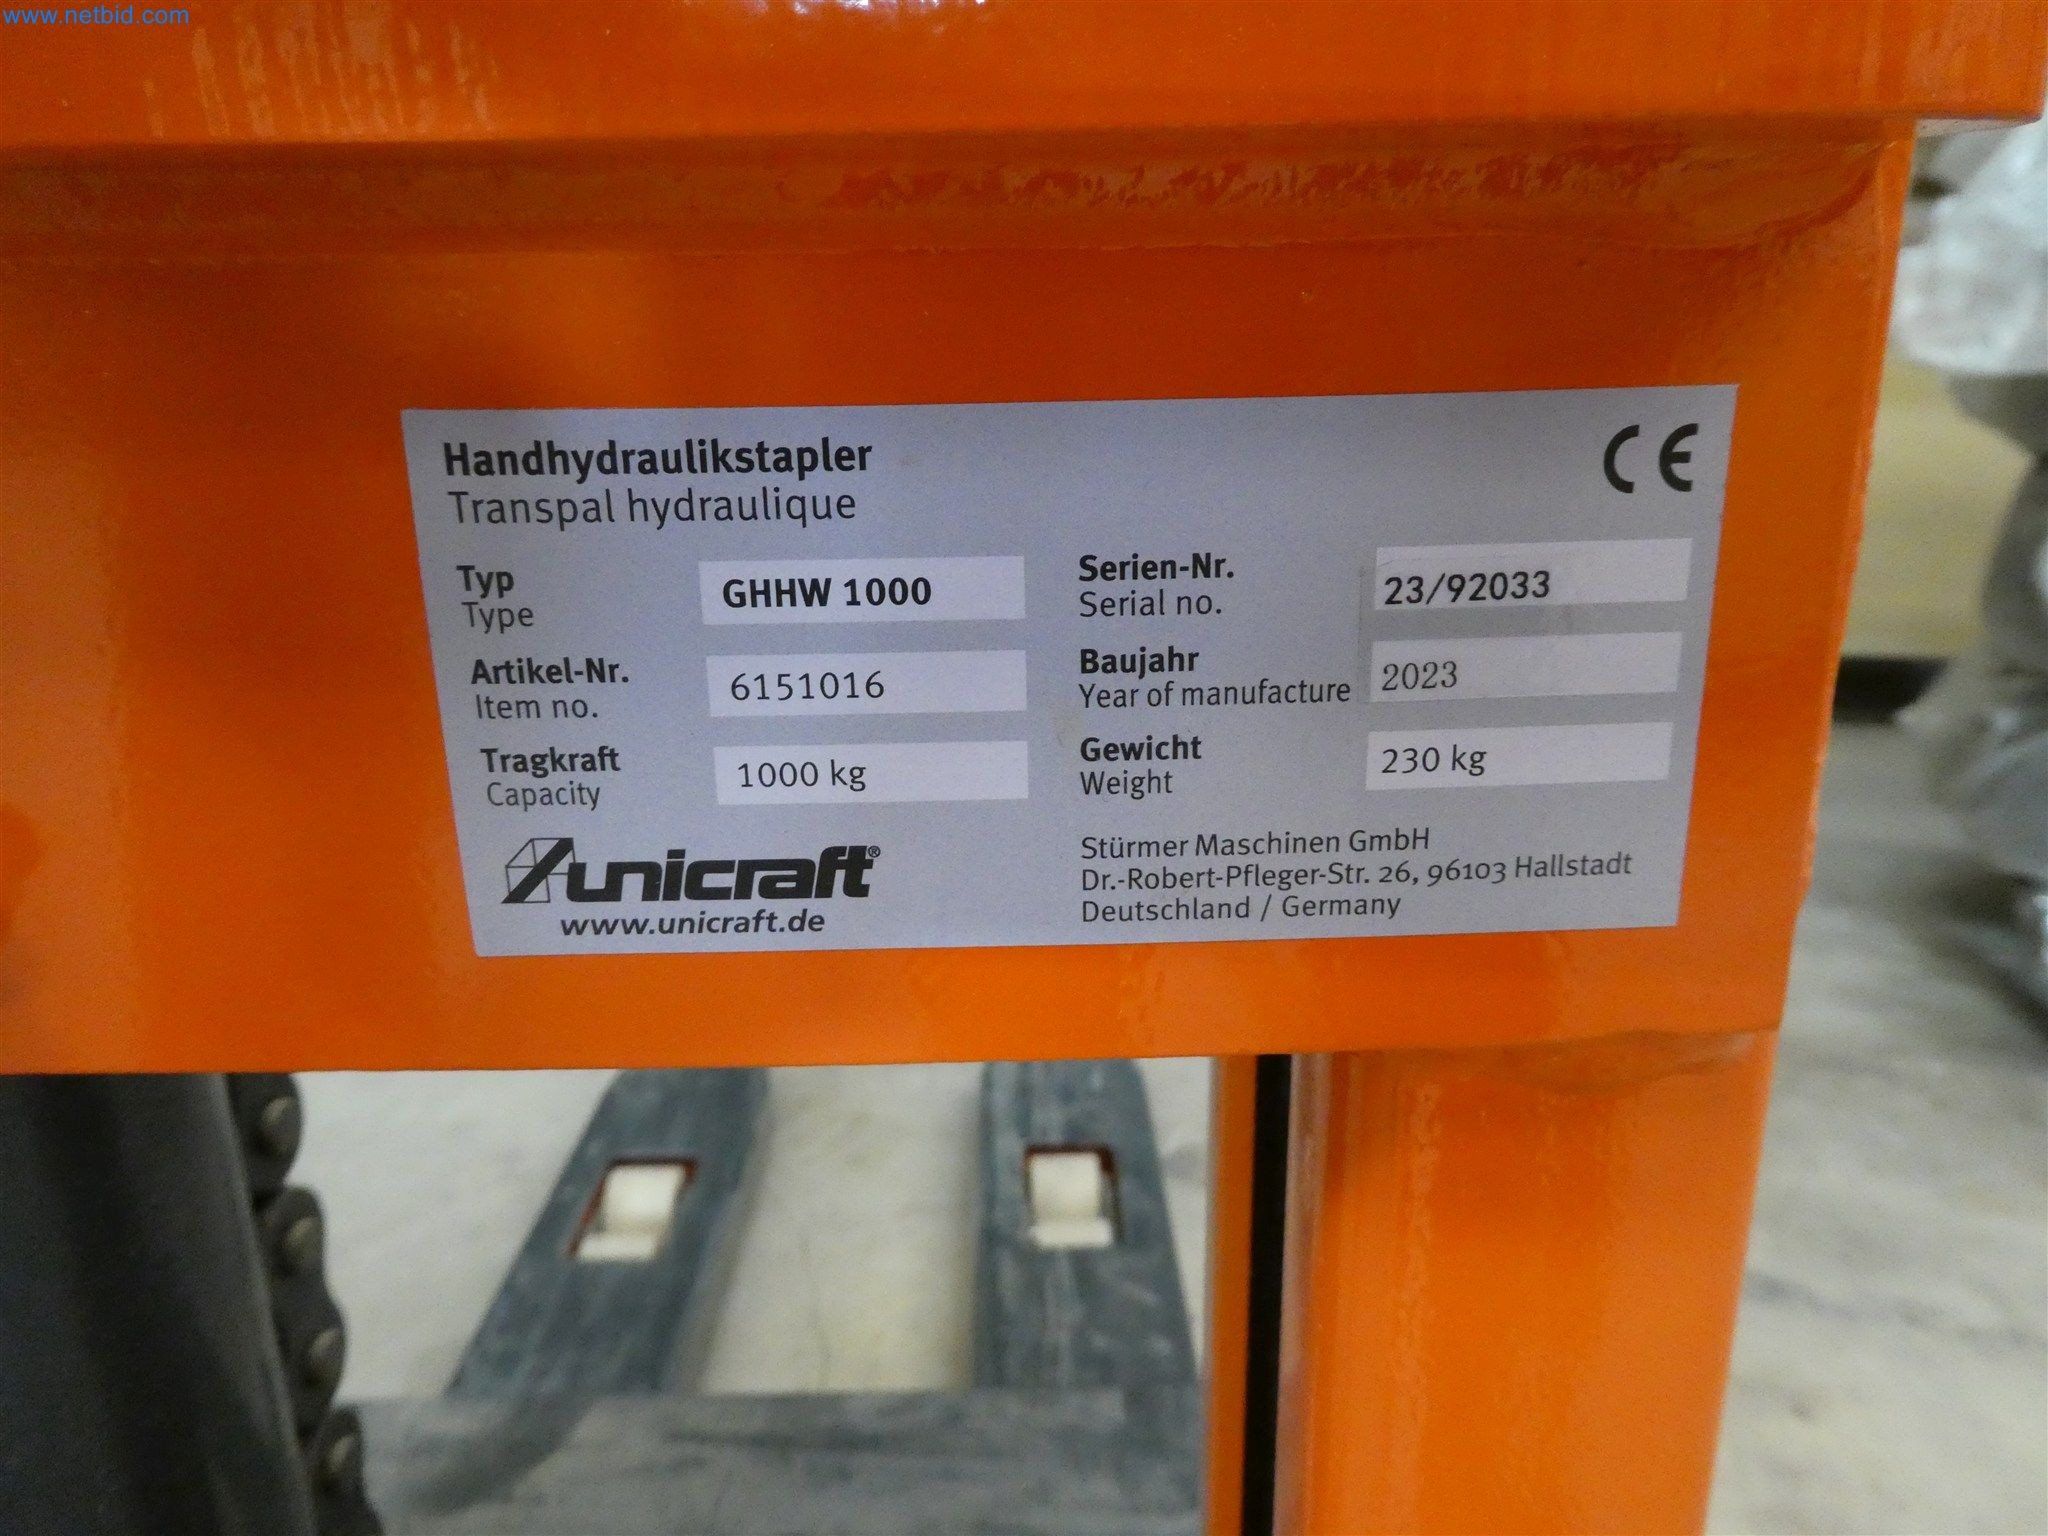 www.netbid.com
Handhydraulikstapler
Transpal hydraulique
CE
Typ
Type
GHHW 1000
Serien-Nr.
Serial no.
23/92033
Artikel-Nr.
Item no.
6151016
Baujahr
Year of manufacture
2023
Tragkraft
Capacity
1000 kg
Gewicht
Weight
230 kg
unicraft®
www.unicraft.de
Stürmer Maschinen GmbH
Dr.-Robert-Pfleger-Str. 26, 96103 Hallstadt
Deutschland / Germany